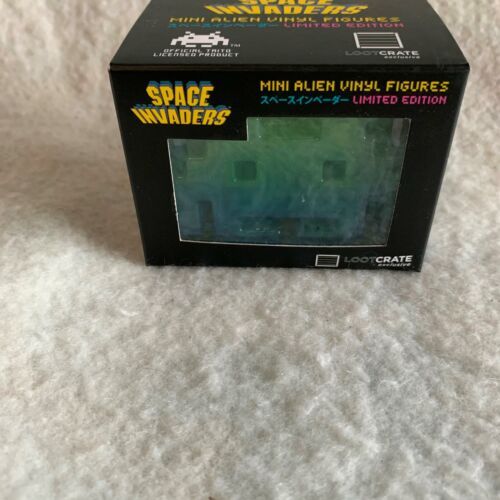 SPACE
INVADERS
MINI ALIEN VINYL FIGURES
スペースインベーダー LIMITED EDITION
TM
OFFICIAL TAITO
LICENSED PRODUCT
LOOTCRATE
exclusive
SPACE
INVADERS
MINI ALIEN VINYL FIGURES
スペースインベーダー LIMITED EDITION
LOOTCRATE
exclusive